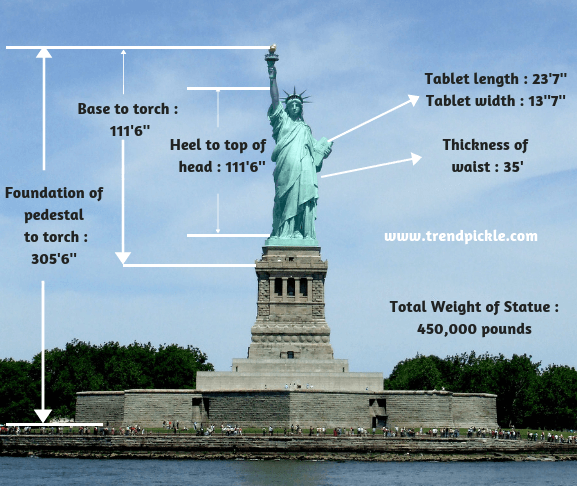 Base to torch :
111'6''
Heel to top of
head : 111'6''
Foundation of
pedestal
to torch :
305'6''
Tablet length : 23'7''
Tablet width : 13''7''
Thickness of
waist : 35'
www.trendpickle.com
Total Weight of Statue :
450,000 pounds